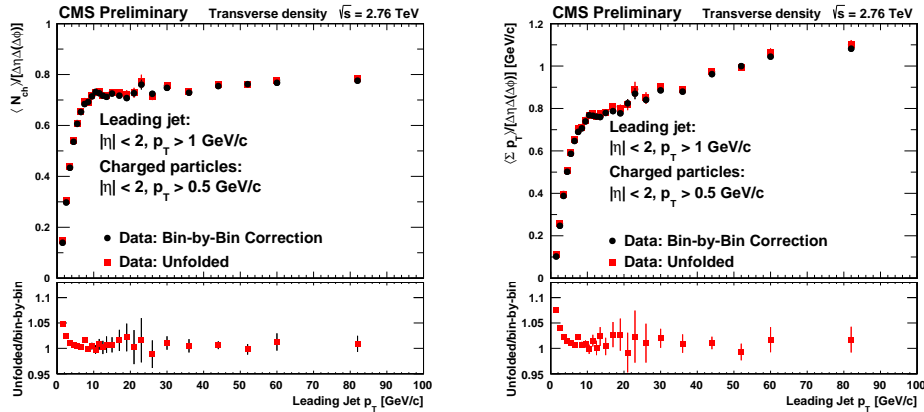 CMS Preliminary Transverse density √s = 2.76 TeV
⟨ N_ch ⟩/[ΔηΔ(Δφ)]
1
0.8
0.6
0.4
0.2
0
Leading jet:
|η| < 2, p_T > 1 GeV/c
Charged particles:
|η| < 2, p_T > 0.5 GeV/c
Data: Bin-by-Bin Correction
Data: Unfolded
Unfolded/bin-by-bin
1.1
1.05
1.00
0.95
0 10 20 30 40 50 60 70 80 90 100
Leading Jet p_T [GeV/c]
CMS Preliminary Transverse density √s = 2.76 TeV
⟨Σ p_T⟩/[ΔηΔ(Δφ)] [GeV/c]
1.2
1
0.8
0.6
0.4
0.2
0
Leading jet:
|η| < 2, p_T > 1 GeV/c
Charged particles:
|η| < 2, p_T > 0.5 GeV/c
Data: Bin-by-Bin Correction
Data: Unfolded
Unfolded/bin-by-bin
1.1
1.05
1.00
0.95
0 10 20 30 40 50 60 70 80 90 100
Leading Jet p_T [GeV/c]